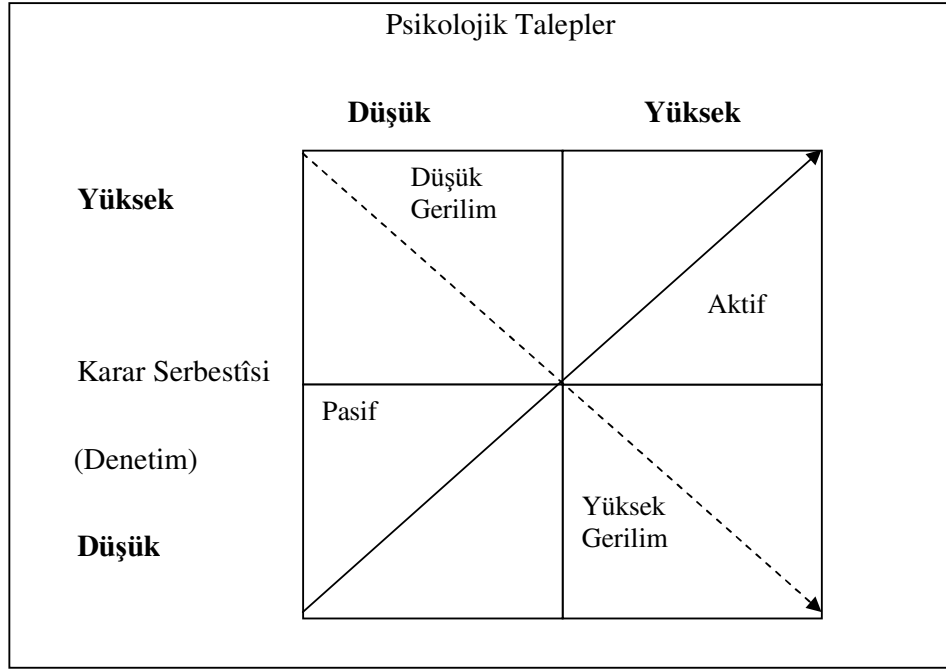 Psikolojik Talepler
Düşük Yüksek
Yüksek
Düşük
Gerilim
Aktif
Karar Serbestîsi
Pasif
(Denetim)
Yüksek
Gerilim
Düşük